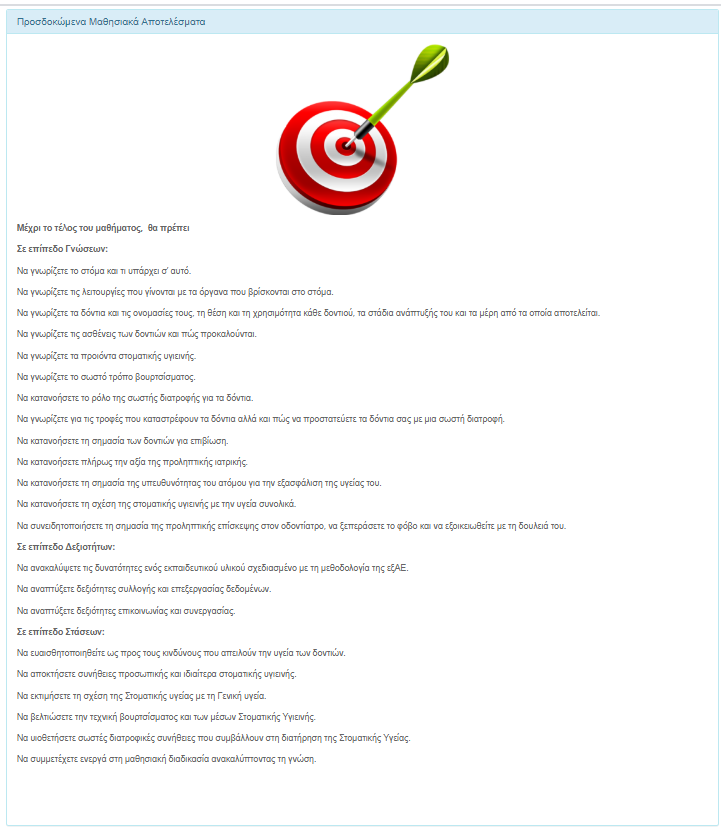 Προσδοκώμενα Μαθησιακά Αποτελέσματα
Μέχρι το τέλος του μαθήματος, θα πρέπει
Σε επίπεδο Γνώσεων:
Να γνωρίζετε το στόμα και τι υπάρχει σ' αυτό.
Να γνωρίζετε τις λειτουργίες που γίνονται με τα όργανα που βρίσκονται στο στόμα.
Να γνωρίζετε τα δόντια και τις ονομασίες τους, τη θέση και τη χρησιμότητα κάθε δοντιού, τα στάδια ανάπτυξής του και τα μέρη από τα οποία αποτελείται.
Να γνωρίζετε τις ασθένεις των δοντιών και πώς προκαλούνται.
Να γνωρίζετε τα προιόντα στοματικής υγιεινής.
Να γνωρίζετε το σωστό τρόπο βουρτσίσματος.
Να κατανοήσετε το ρόλο της σωστής διατροφής για τα δόντια.
Να γνωρίζετε για τις τροφές που καταστρέφουν τα δόντια αλλά και πώς να προστατεύετε τα δόντια σας με μια σωστή διατροφή.
Να κατανοήσετε τη σημασία των δοντιών για επιβίωση.
Να κατανοήσετε πλήρως την αξία της προληπτικής ιατρικής.
Να κατανοήσετε τη σημασία της υπευθυνότητας του ατόμου για την εξασφάλιση της υγείας του.
Να κατανοήσετε τη σχέση της στοματικής υγιεινής με την υγεία συνολικά.
Να συνειδητοποιήσετε τη σημασία της προληπτικής επίσκεψης στον οδοντίατρο, να ξεπεράσετε το φόβο και να εξοικειωθείτε με τη δουλειά του.
Σε επίπεδο Δεξιοτήτων:
Να ανακαλύψετε τις δυνατότητες ενός εκπαιδευτικού υλικού σχεδιασμένο με τη μεθοδολογία της εξΑΕ.
Να αναπτύξετε δεξιότητες συλλογής και επεξεργασίας δεδομένων.
Να αναπτύξετε δεξιότητες επικοινωνίας και συνεργασίας.
Σε επίπεδο Στάσεων:
Να ευαισθητοποιηθείτε ως προς τους κινδύνους που απειλούν την υγεία των δοντιών.
Να αποκτήσετε συνήθειες προσωπικής και ιδιαίτερα στοματικής υγιεινής.
Να εκτιμήσετε τη σχέση της Στοματικής υγείας με τη Γενική υγεία.
Να βελτιώσετε την τεχνική βουρτσίσματος και των μέσων Στοματικής Υγιεινής.
Να υιοθετήσετε σωστές διατροφικές συνήθειες που συμβάλλουν στη διατήρηση της Στοματικής Υγείας.
Να συμμετέχετε ενεργά στη μαθησιακή διαδικασία ανακαλύπτοντας τη γνώση.